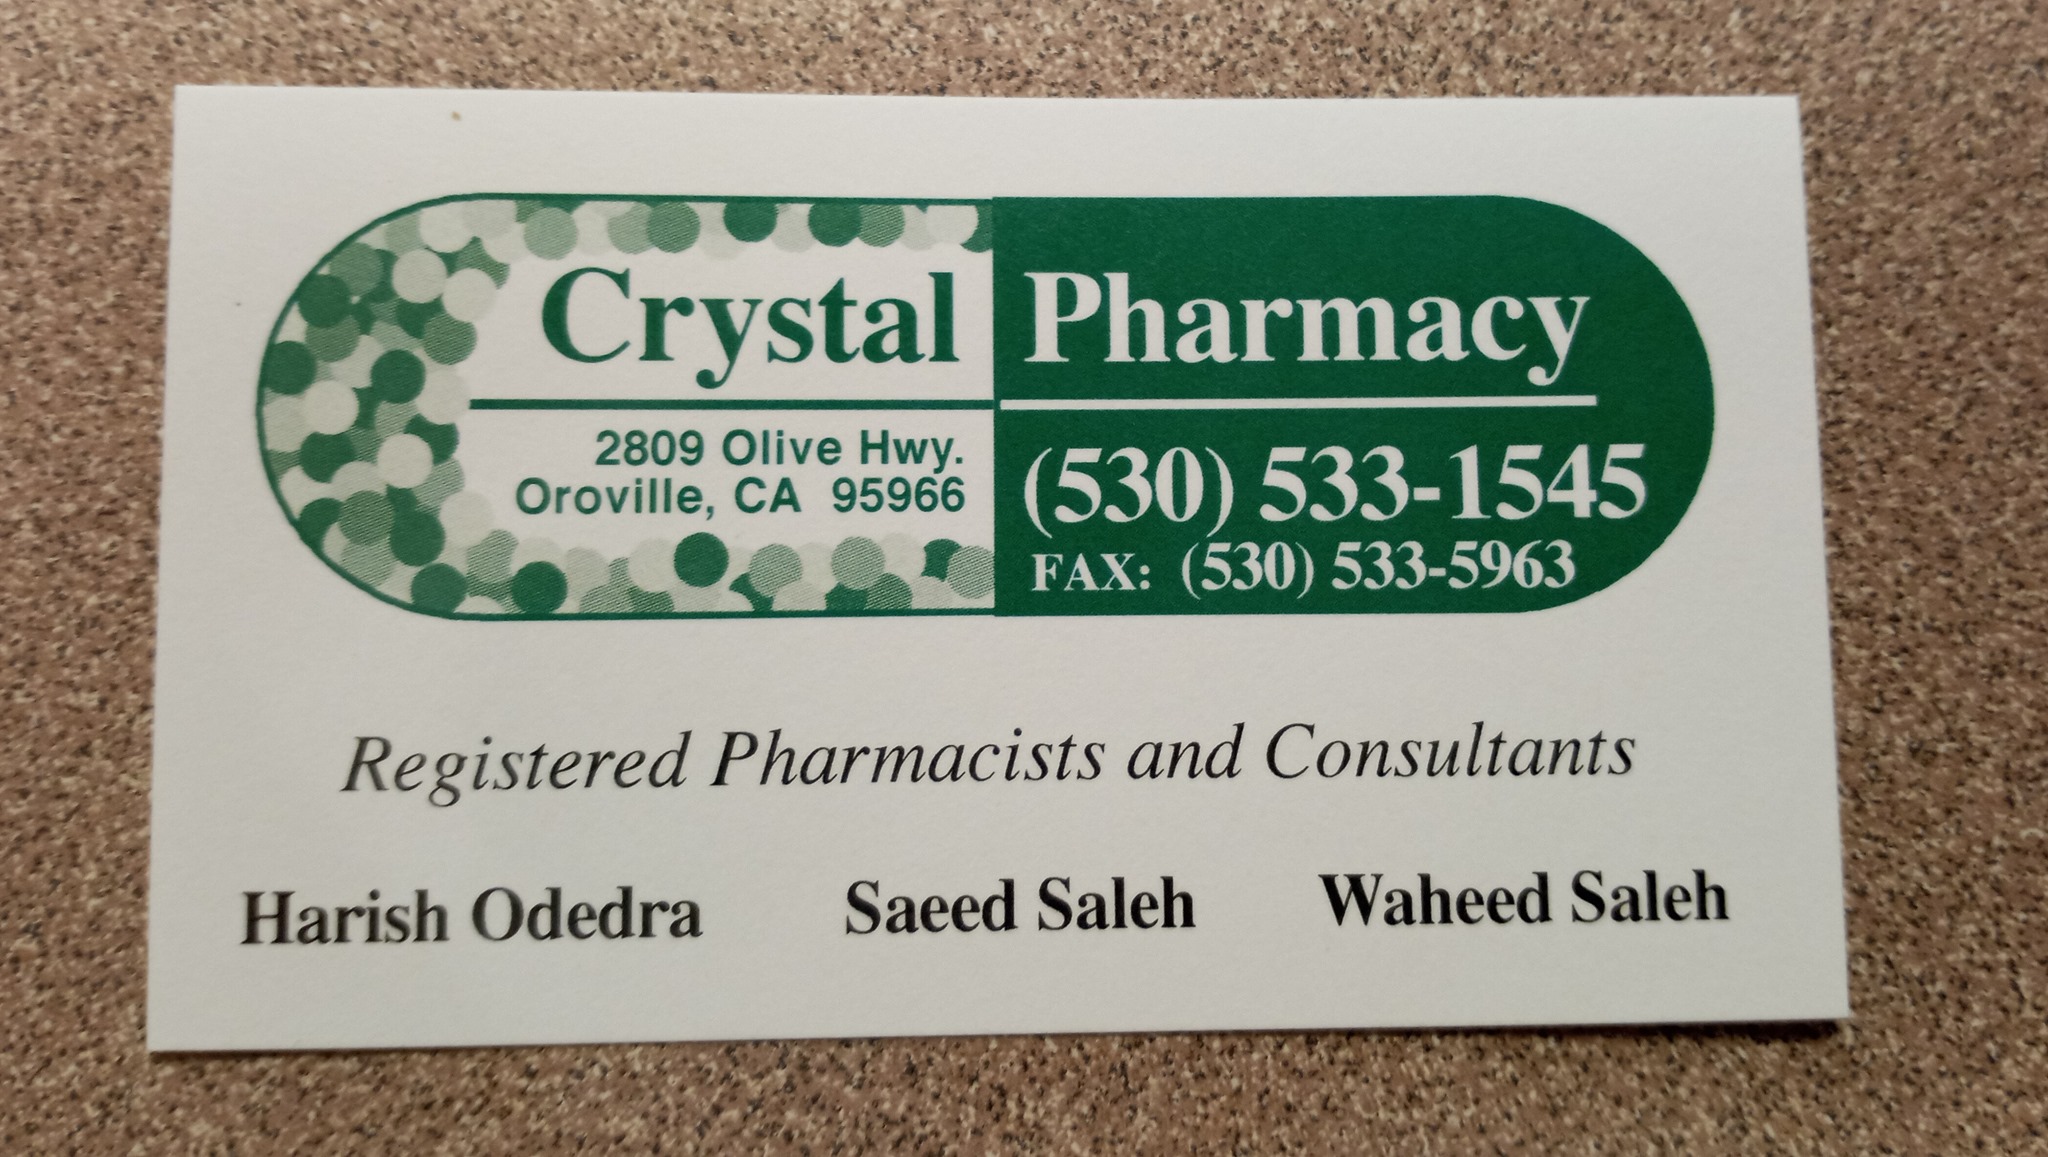 Crystal Pharmacy
2809 Olive Hwy.
Oroville, CA 95966
(530) 533-1545
FAX: (530) 533-5963
Registered Pharmacists and Consultants
Harish Odedra Saeed Saleh Waheed Saleh